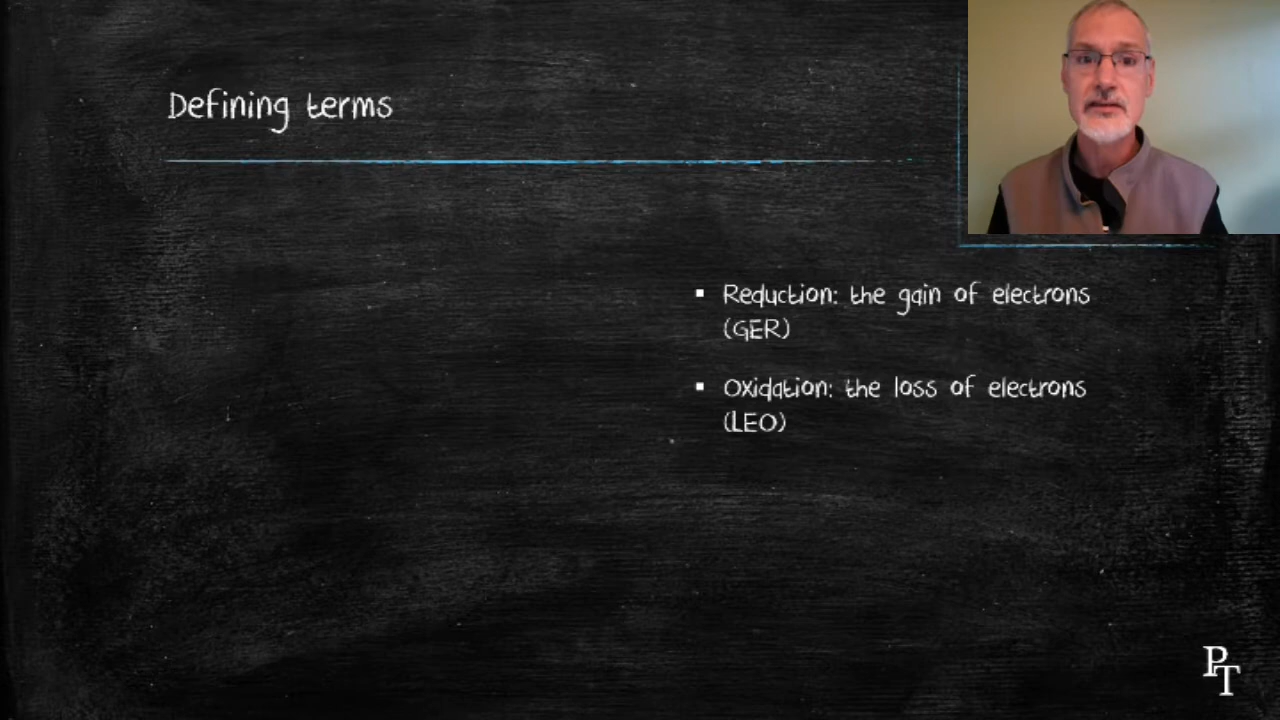 Defining terms
▪ Reduction: the gain of electrons
(GER)
▪ Oxidation: the loss of electrons
(LEO)
PT